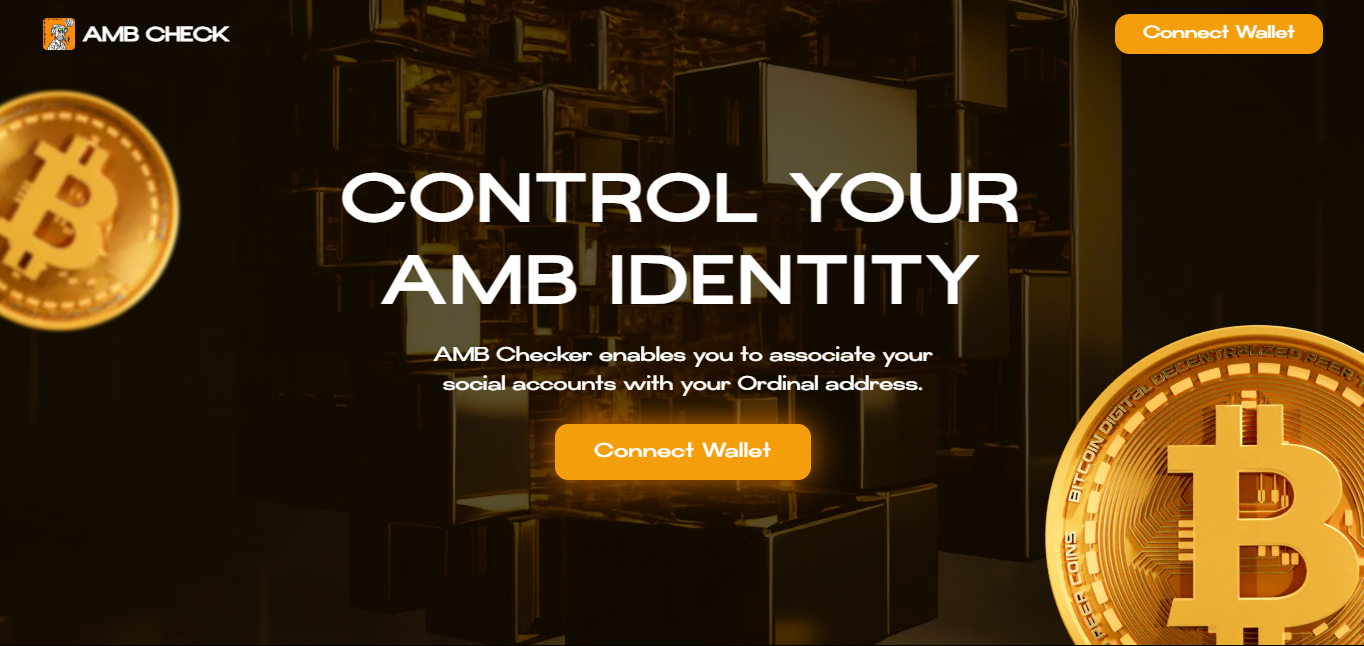 AMB CHECK
Connect Wallet
CONTROL YOUR
AMB IDENTITY
AMB Checker enables you to associate your
social accounts with your Ordinal address.
Connect Wallet
BITCOIN DIGITAL DECENTRALIZED PEER
PEER COINS